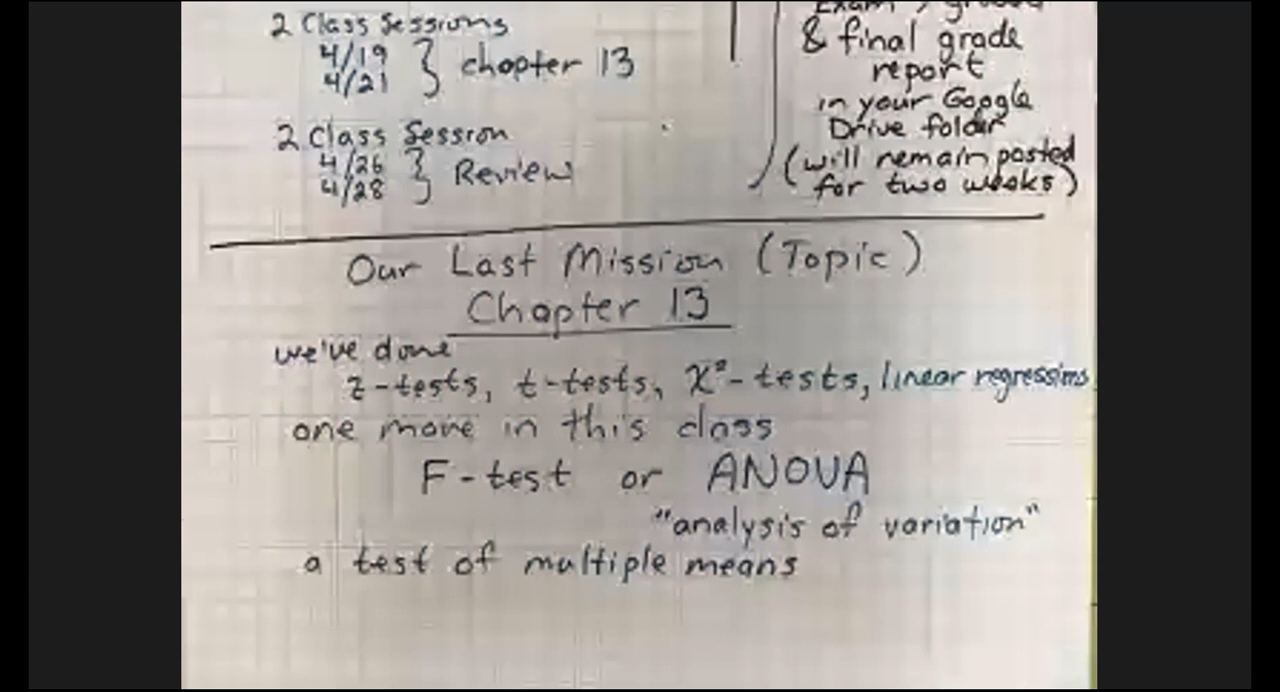 2 Class Sessions
4/19
4/21 } chapter 13
2 Class Session
4/26
4/28 } Review
& final grade
report
in your Google
Drive folder
(will remain posted
for two weeks)
Our Last Mission (Topic)
Chapter 13
we've done
z-tests, t-tests, χ²-tests, linear regressions
one more in this class
F-test or ANOVA
"analysis of variation"
a test of multiple means